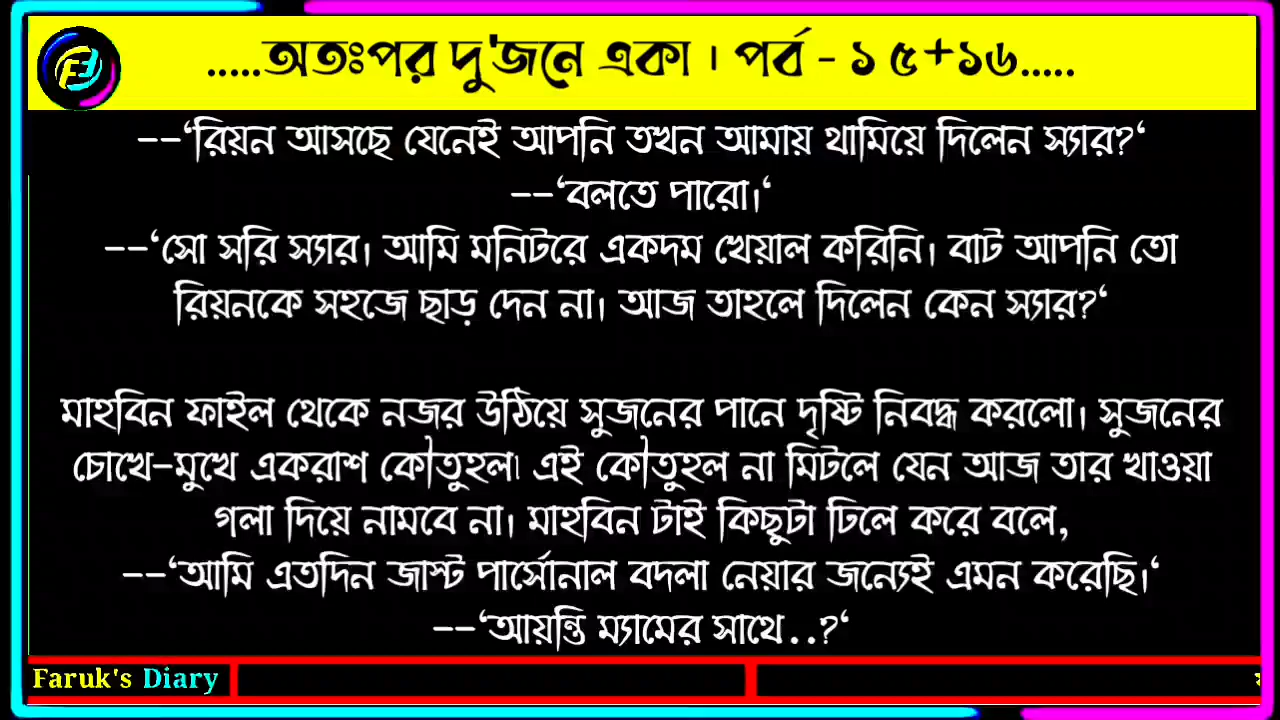 .....অতঃপর দু'জনে একা । পর্ব - ১৫+১৬.....
--‘রিয়ন আসছে যেনেই আপনি তখন আমায় থামিয়ে দিলেন স্যার?‘
--‘বলতে পারো।‘
--‘সো সরি স্যার। আমি মনিটরে একদম খেয়াল করিনি। বাট আপনি তো
রিয়নকে সহজে ছাড় দেন না। আজ তাহলে দিলেন কেন স্যার?‘
মাহবিন ফাইল থেকে নজর উঠিয়ে সুজনের পানে দৃষ্টি নিবদ্ধ করলো। সুজনের
চোখে-মুখে একরাশ কৌতুহল। এই কৌতুহল না মিটলে যেন আজ তার খাওয়া
গলা দিয়ে নামবে না। মাহবিন টাই কিছুটা ঢিলে করে বলে,
--‘আমি এতদিন জাস্ট পার্সোনাল বদলা নেয়ার জন্যেই এমন করেছি।‘
--‘আয়ন্তি ম্যামের সাথে..?‘
Faruk's Diary